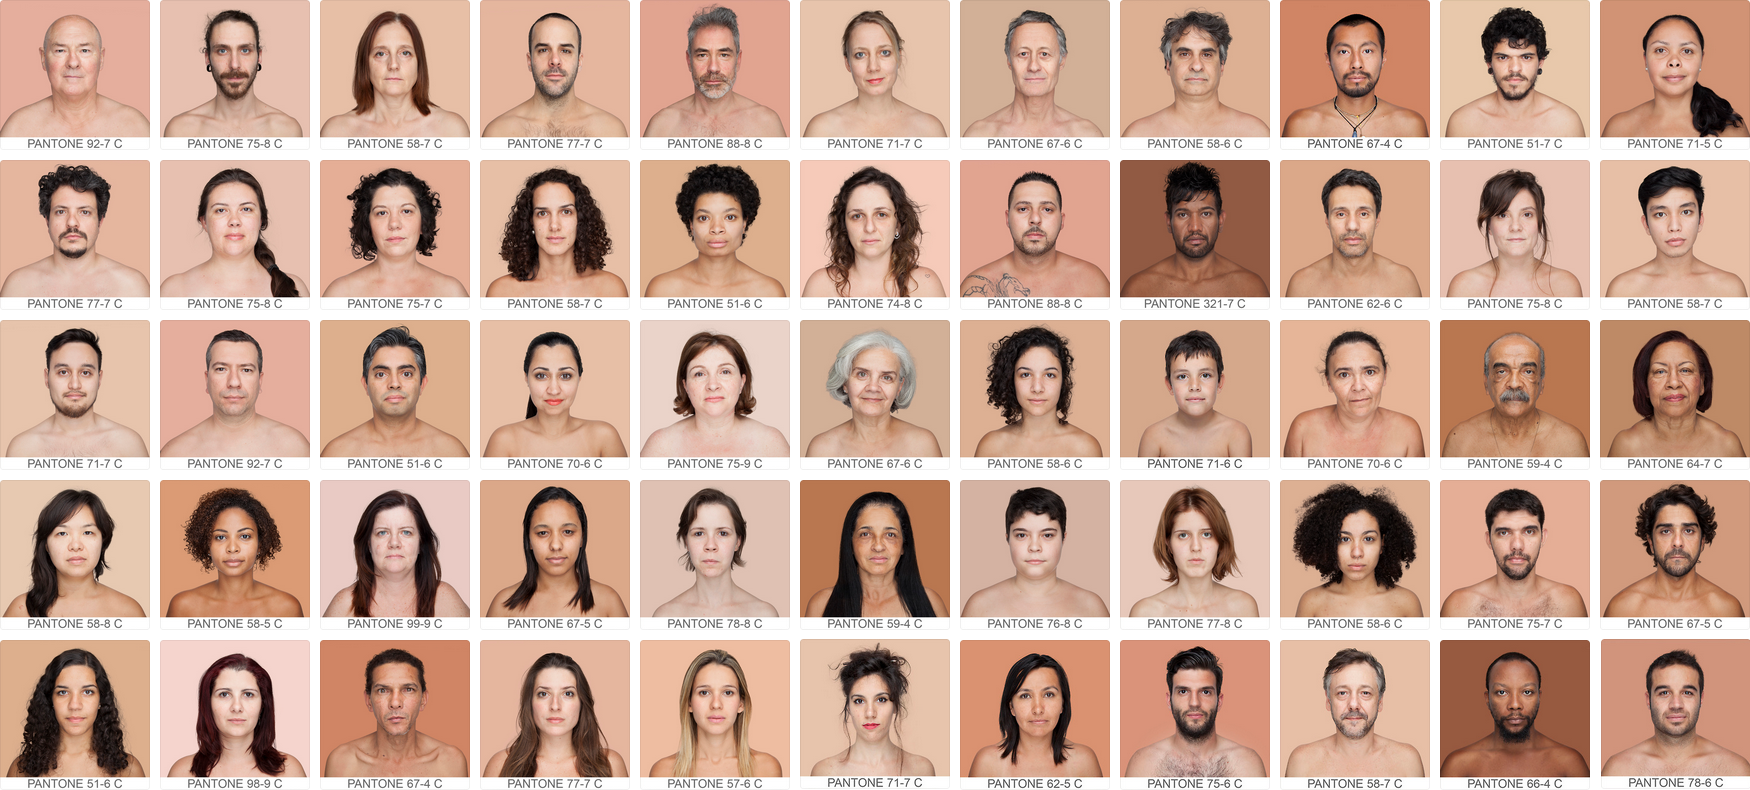 PANTONE 92-7 C
PANTONE 75-8 C
PANTONE 58-7 C
PANTONE 77-7 C
PANTONE 88-8 C
PANTONE 71-7 C
PANTONE 67-6 C
PANTONE 58-6 C
PANTONE 67-4 C
PANTONE 51-7 C
PANTONE 71-5 C
PANTONE 77-7 C
PANTONE 75-8 C
PANTONE 75-7 C
PANTONE 58-7 C
PANTONE 51-6 C
PANTONE 74-8 C
PANTONE 88-8 C
PANTONE 321-7 C
PANTONE 62-6 C
PANTONE 75-8 C
PANTONE 58-7 C
PANTONE 71-7 C
PANTONE 92-7 C
PANTONE 51-6 C
PANTONE 70-6 C
PANTONE 75-9 C
PANTONE 67-6 C
PANTONE 58-6 C
PANTONE 71-6 C
PANTONE 70-6 C
PANTONE 59-4 C
PANTONE 64-7 C
PANTONE 58-8 C
PANTONE 58-5 C
PANTONE 99-9 C
PANTONE 67-5 C
PANTONE 78-8 C
PANTONE 59-4 C
PANTONE 76-8 C
PANTONE 77-8 C
PANTONE 58-6 C
PANTONE 75-7 C
PANTONE 67-5 C
PANTONE 51-6 C
PANTONE 98-9 C
PANTONE 67-4 C
PANTONE 77-7 C
PANTONE 57-6 C
PANTONE 71-7 C
PANTONE 62-5 C
PANTONE 75-6 C
PANTONE 58-7 C
PANTONE 66-4 C
PANTONE 78-6 C